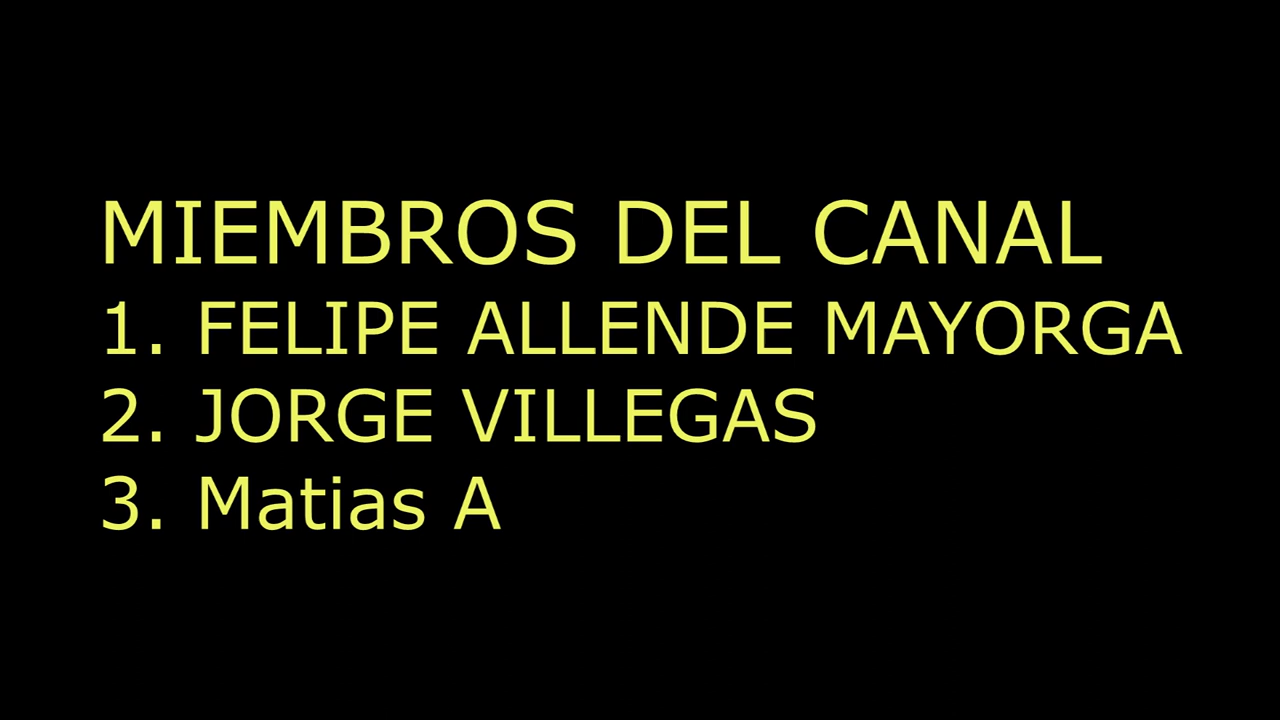 MIEMBROS DEL CANAL
1. FELIPE ALLENDE MAYORGA
2. JORGE VILLEGAS
3. Matias A